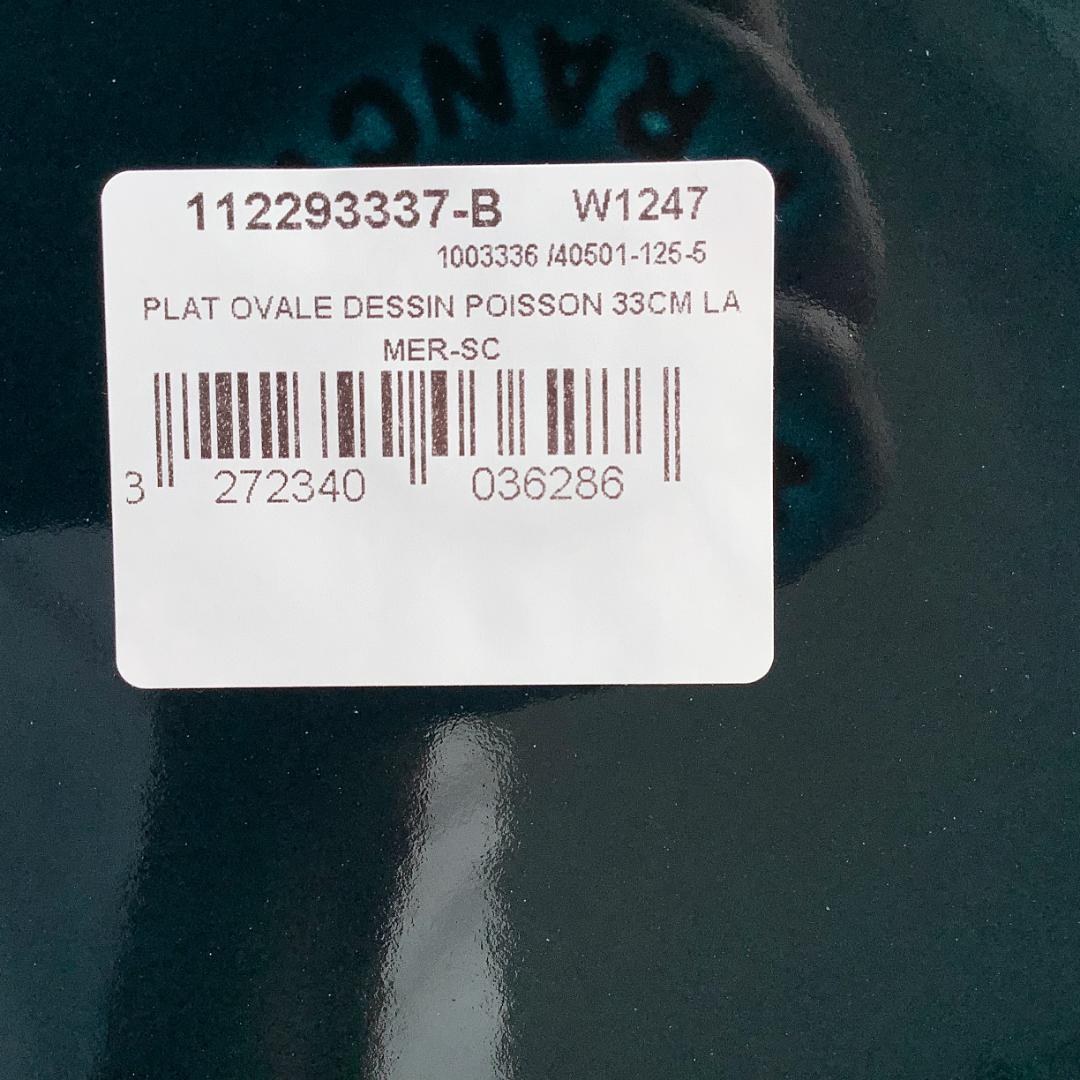 112293337-B W1247
1003336 /40501-125-5
PLAT OVALE DESSIN POISSON 33CM LA
MER-SC
3 272340 036286